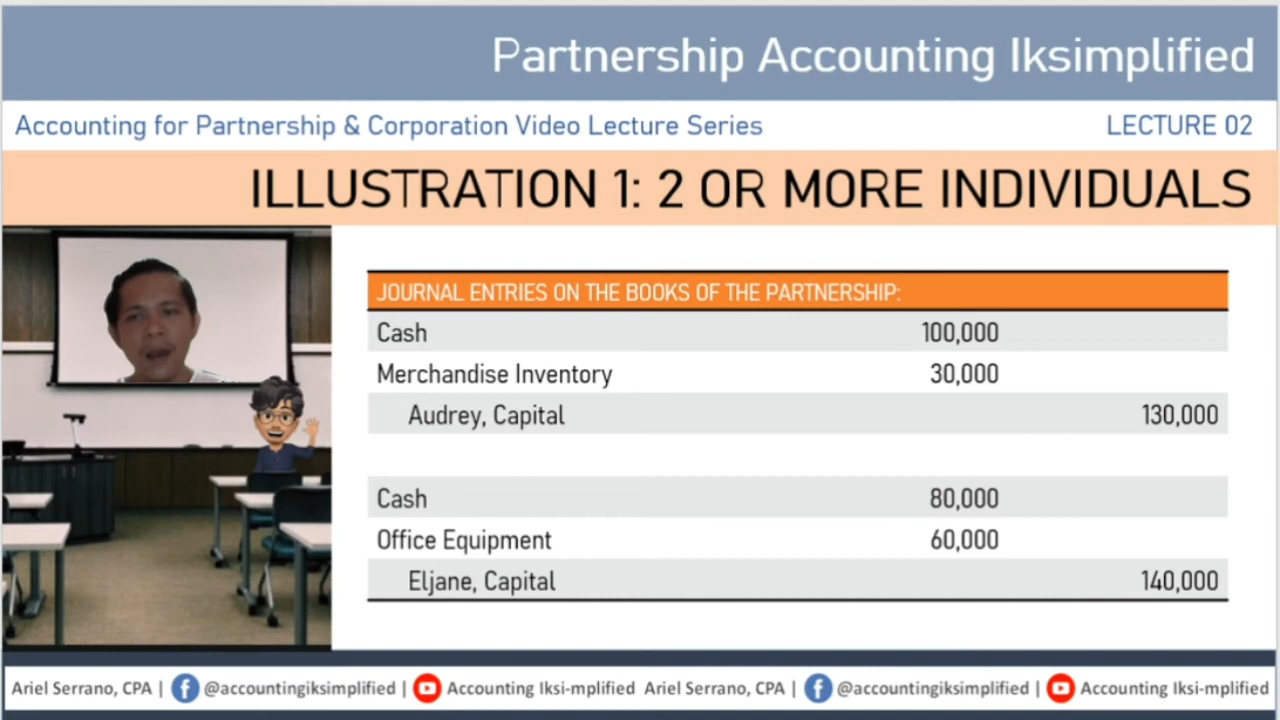 Partnership Accounting Iksimplified
Accounting for Partnership & Corporation Video Lecture Series LECTURE 02
ILLUSTRATION 1: 2 OR MORE INDIVIDUALS
JOURNAL ENTRIES ON THE BOOKS OF THE PARTNERSHIP:
Cash 100,000
Merchandise Inventory 30,000
Audrey, Capital 130,000
Cash 80,000
Office Equipment 60,000
Eljane, Capital 140,000
Ariel Serrano, CPA | @accountingiksimplified | Accounting Iksi-mplified Ariel Serrano, CPA | @accountingiksimplified | Accounting Iksi-mplified